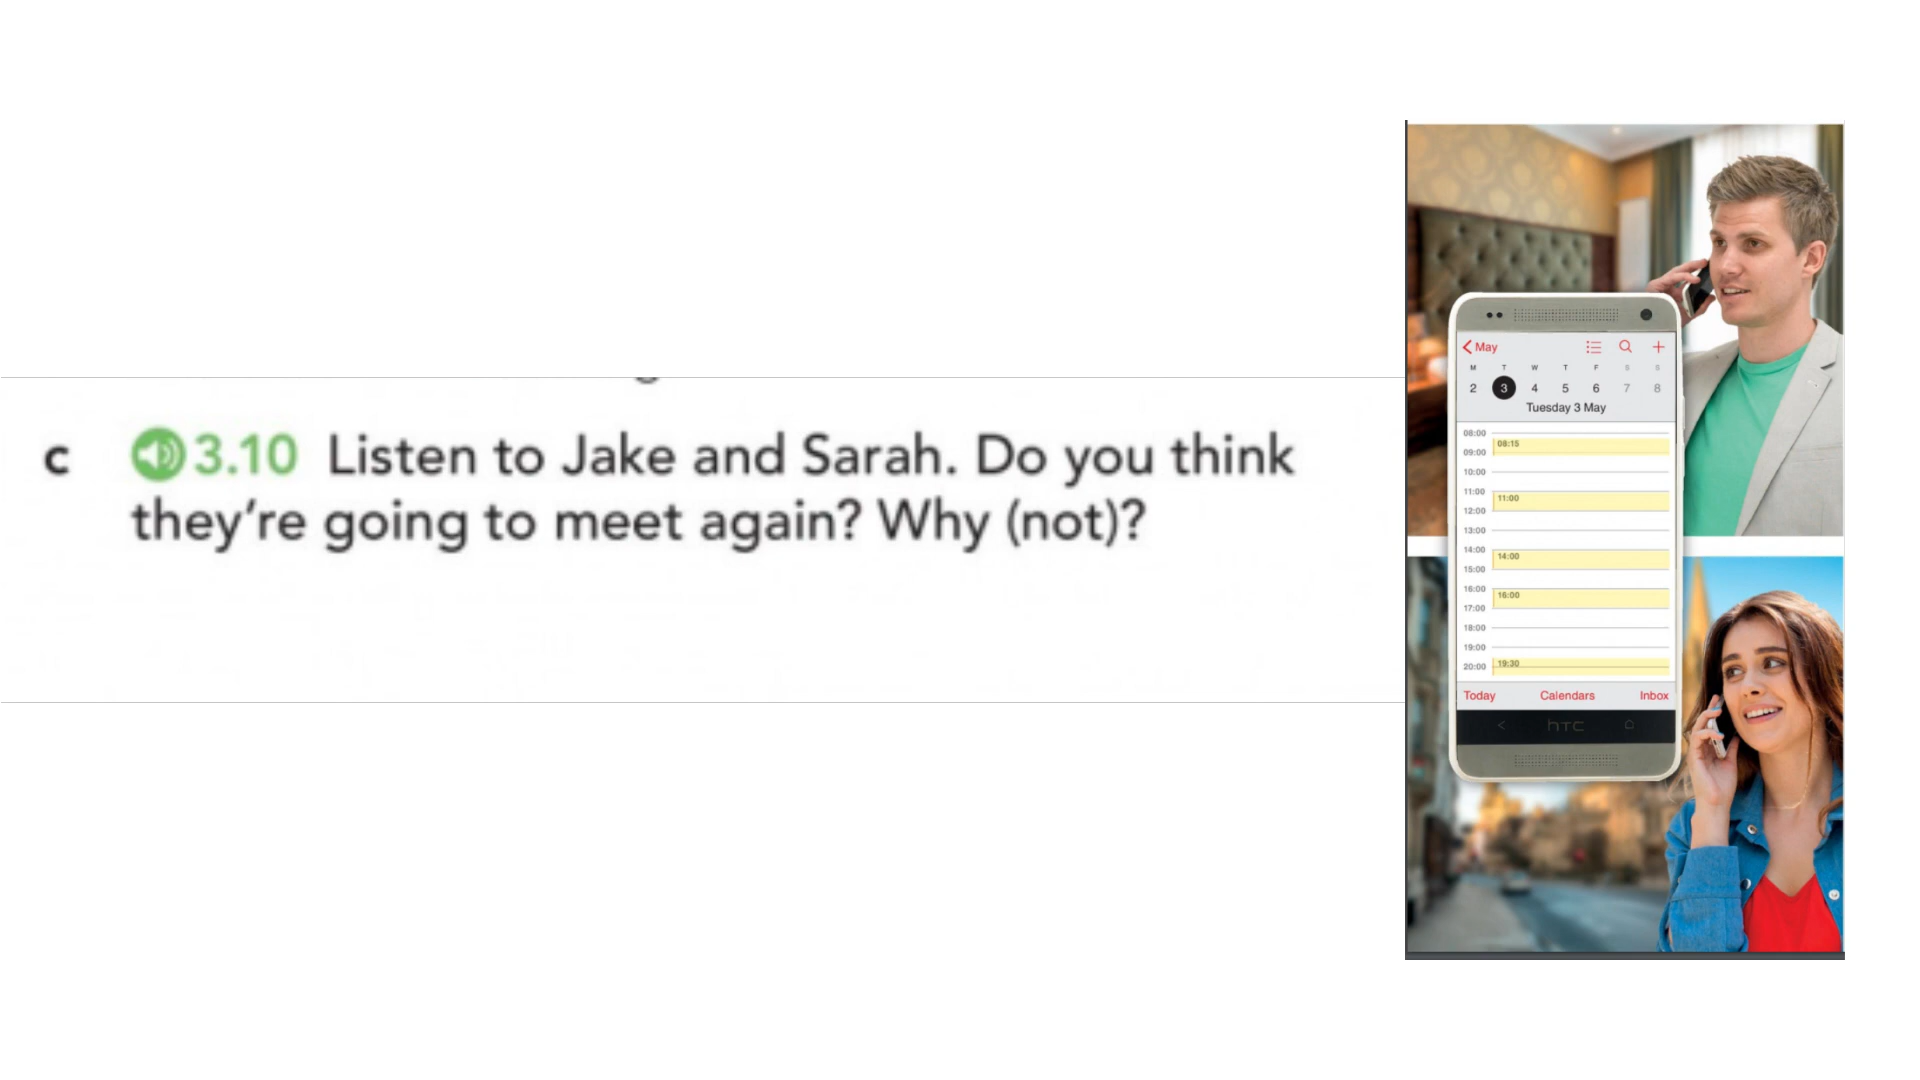 c 3.10 Listen to Jake and Sarah. Do you think
they're going to meet again? Why (not)?
May
M T W T F S S
2 3 4 5 6 7 8
Tuesday 3 May
08:00
08:15
09:00
10:00
11:00
11:00
12:00
13:00
14:00
14:00
15:00
16:00
16:00
17:00
18:00
19:00
19:30
20:00
Today Calendars Inbox
hTC